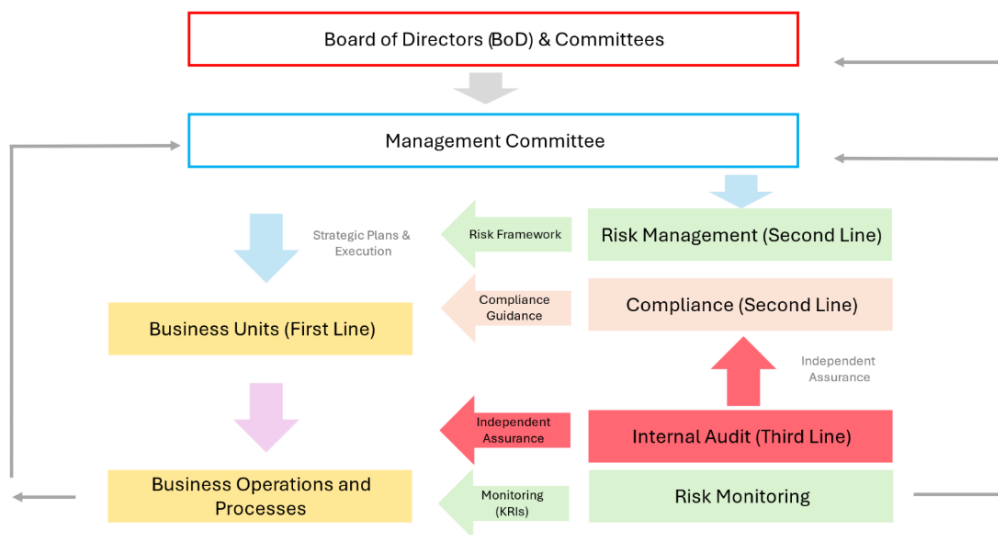 Board of Directors (BoD) & Committees
Management Committee
Strategic Plans &
Execution
Risk Framework
Risk Management (Second Line)
Compliance
Guidance
Compliance (Second Line)
Business Units (First Line)
Independent
Assurance
Independent
Assurance
Internal Audit (Third Line)
Business Operations and
Processes
Monitoring
(KRIs)
Risk Monitoring